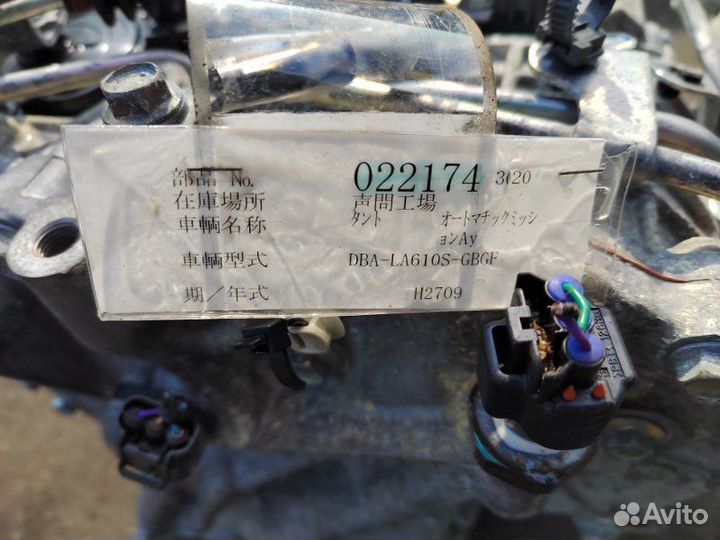 部品 No. 022174 3020
在庫場所 声問工場
車輌名称 タント オートマチックミッシ
ョンAy
車輌型式 DBA-LA610S-GBGF
期/年式 H2709
Avito